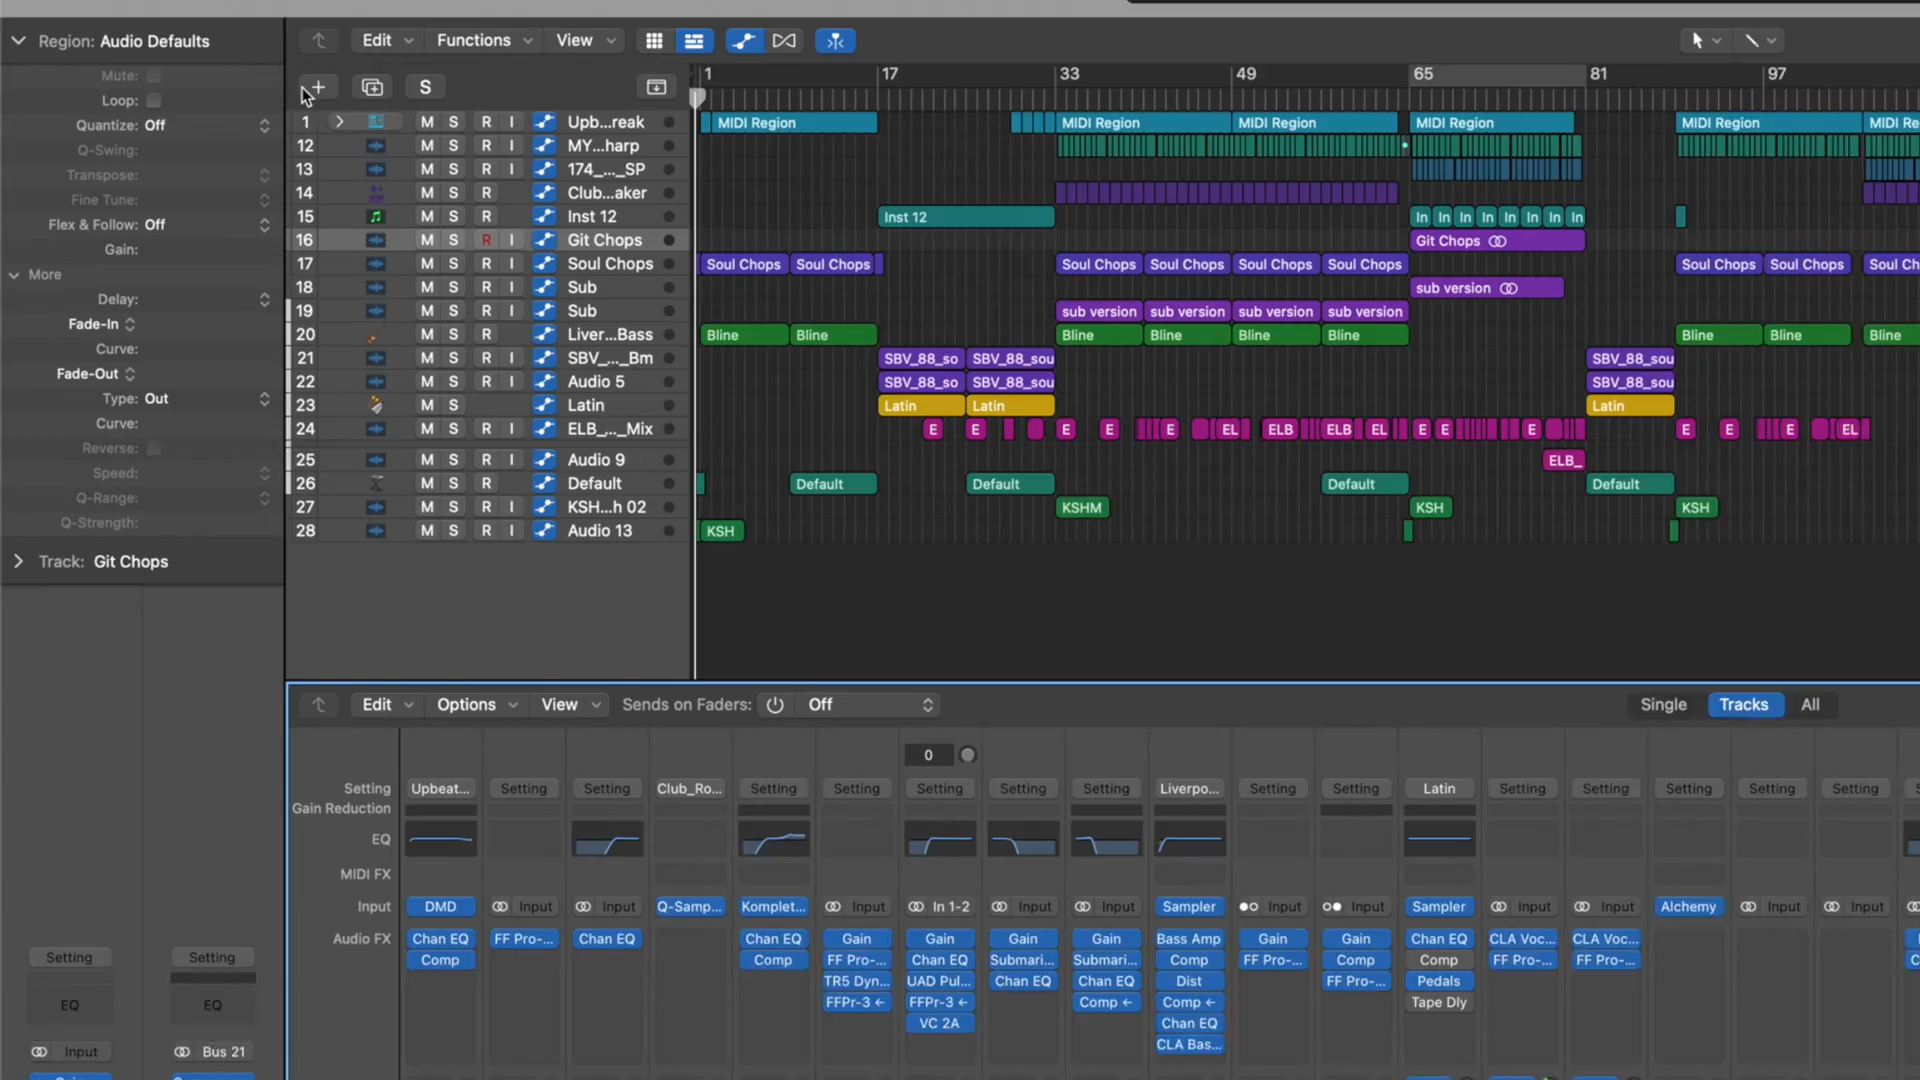 Region: Audio Defaults
Mute:
Loop:
Quantize: Off
Q-Swing:
Transpose:
Fine Tune:
Flex & Follow: Off
Gain:
More
Delay:
Fade-In
Curve:
Fade-Out
Type: Out
Curve:
Reverse:
Speed:
Q-Range:
Q-Strength:
Track: Git Chops
Setting Setting
EQ EQ
Input Bus 21
Edit Functions View
S
1 17 33 49 65 81 97
1 M S R I Upb...reak MIDI Region MIDI Region MIDI Region MIDI Region MIDI Region MIDI Re
12 M S R I MY...harp
13 M S R I 174_..._SP
14 M S R Club...aker
15 M S R Inst 12 Inst 12 In In In In In In In In
16 M S R I Git Chops Git Chops
17 M S R I Soul Chops Soul Chops Soul Chops Soul Chops Soul Chops Soul Chops Soul Chops Soul Chops Soul Chops Soul Ch
18 M S R I Sub sub version
19 M S R I Sub sub version sub version sub version sub version
20 M S R Liver...Bass Bline Bline Bline Bline Bline Bline Bline Bline Bline
21 M S R I SBV_..._Bm SBV_88_so SBV_88_sou SBV_88_sou
22 M S R I Audio 5 SBV_88_so SBV_88_sou SBV_88_sou
23 M S Latin Latin Latin Latin
24 M S R I ELB_..._Mix E E E E E EL ELB ELB EL E E E E E E EL
25 M S R I Audio 9 ELB_
26 M S R Default Default Default Default Default
27 M S R I KSH...h 02 KSHM KSH KSH
28 M S R I Audio 13 KSH
Edit Options View Sends on Faders: Off Single Tracks All
0
Setting Upbeat... Setting Setting Club_Ro... Setting Setting Setting Setting Setting Liverpo... Setting Setting Latin Setting Setting Setting Setting Setting
Gain Reduction
EQ
MIDI FX
Input DMD Input Input Q-Samp... Komplet... Input In 1-2 Input Input Sampler Input Input Sampler Input Input Alchemy Input Input
Audio FX Chan EQ FF Pro-... Chan EQ Chan EQ Gain Gain Gain Gain Bass Amp Gain Gain Chan EQ CLA Voc... CLA Voc...
Comp Comp FF Pro-... Chan EQ Submari... Submari... Comp FF Pro-... Comp Comp FF Pro-... FF Pro-...
TR5 Dyn... UAD Pul... Chan EQ Chan EQ Dist FF Pro-... Pedals
FFPr-3 ← FFPr-3 ← Comp ← Comp ← Tape Dly
VC 2A Chan EQ
CLA Bas...